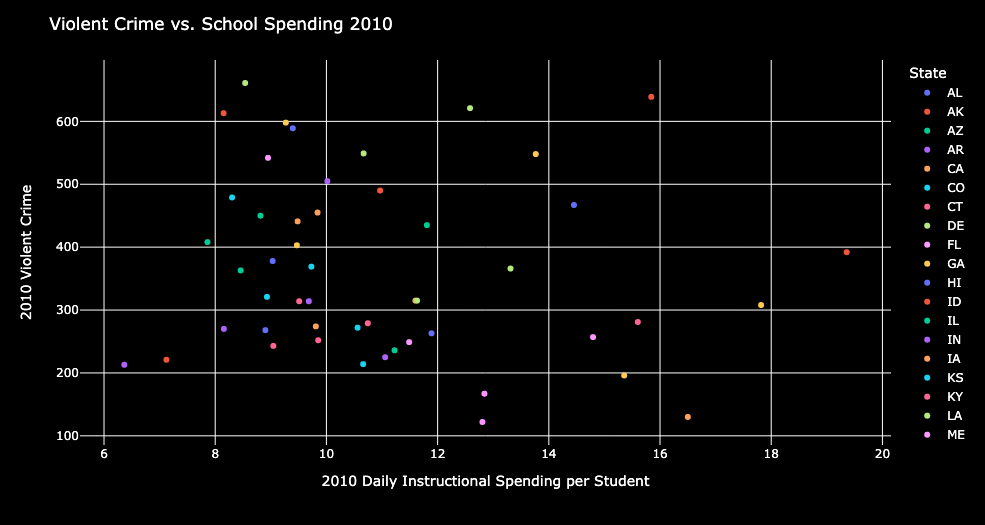 Violent Crime vs. School Spending 2010
State
AL
AK
AZ
AR
CA
CO
CT
DE
FL
GA
HI
ID
IL
IN
IA
KS
KY
LA
ME
2010 Violent Crime
600
500
400
300
200
100
6 8 10 12 14 16 18 20
2010 Daily Instructional Spending per Student